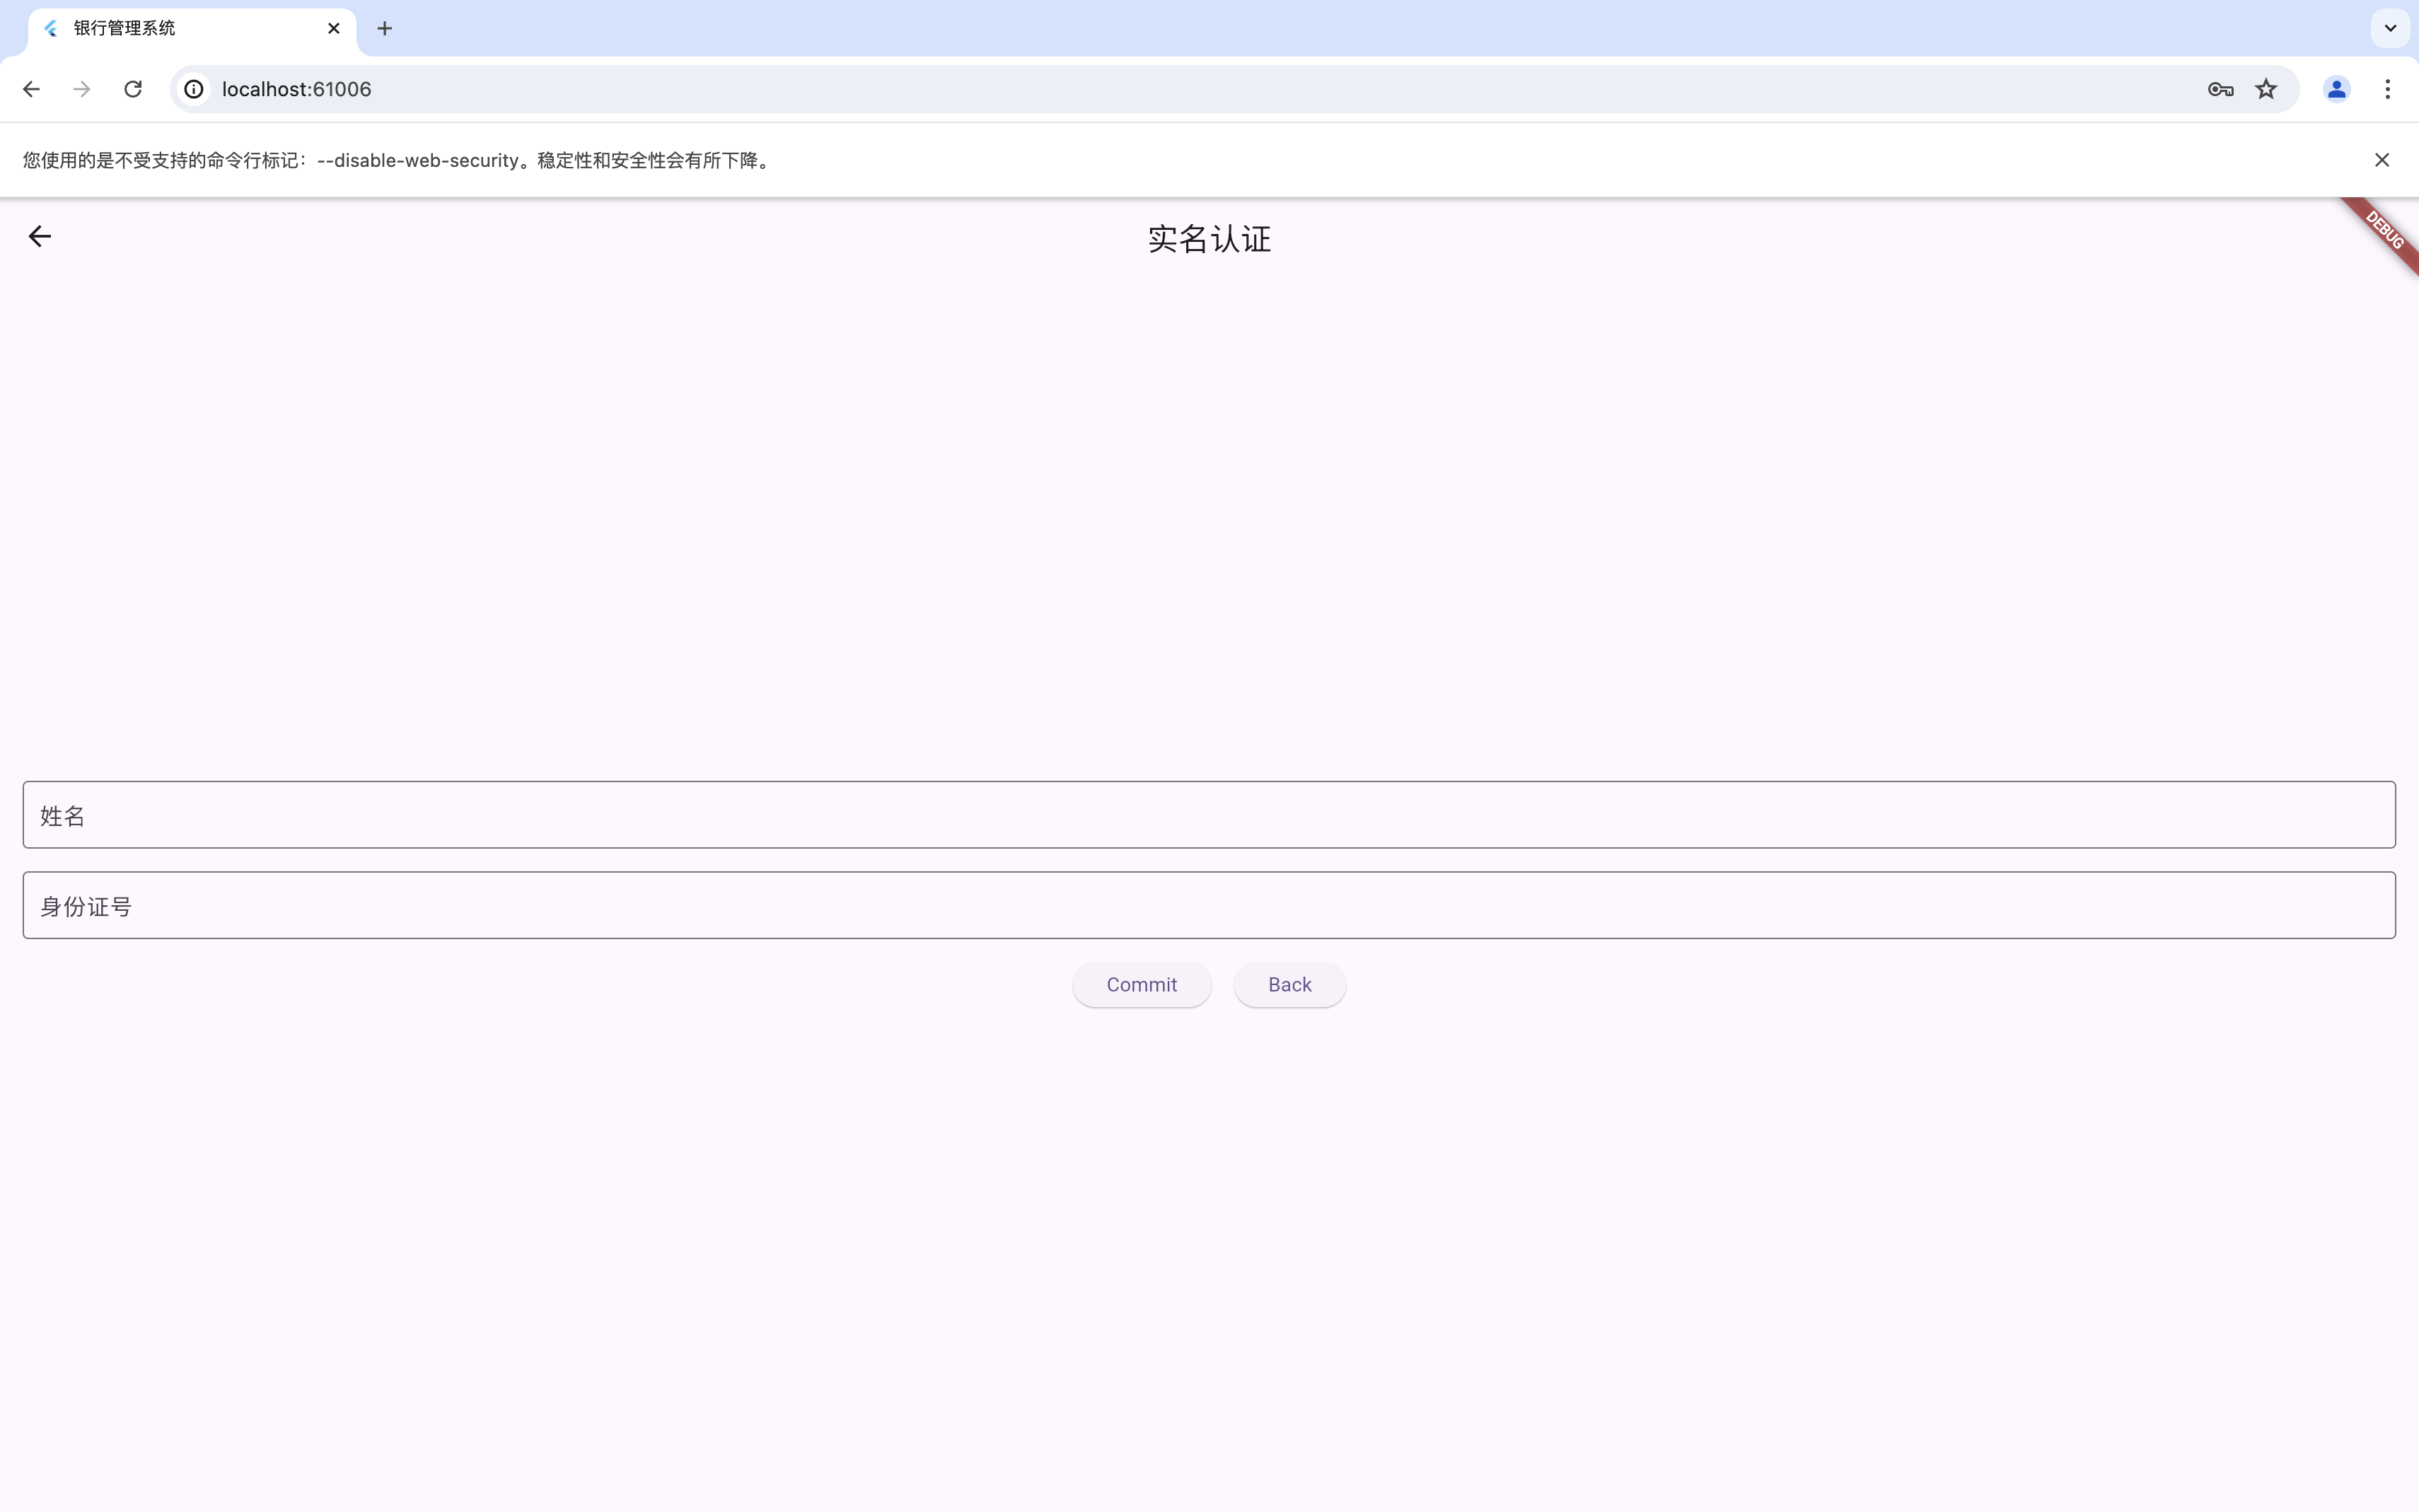 银行管理系统
localhost:61006
您使用的是不受支持的命令行标记：--disable-web-security。稳定性和安全性会有所下降。
实名认证
DEBUG
姓名
身份证号
Commit
Back